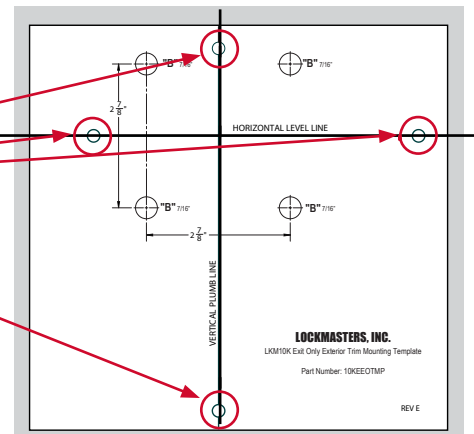 "B" 7/16"
"B" 7/16"
2 7/8"
HORIZONTAL LEVEL LINE
"B" 7/16"
"B" 7/16"
2 7/8"
VERTICAL PLUMB LINE
LOCKMASTERS, INC.
LKM10K Exit Only Exterior Trim Mounting Template
Part Number: 10KEEOTMP
REV E